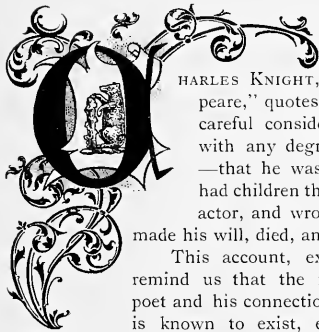 CHARLES KNIGHT,
peare," quotes
careful conside
with any degr
—that he was
had children th
actor, and wro
made his will, died, an
This account, ex
remind us that the
poet and his connectio
is known to exist, e